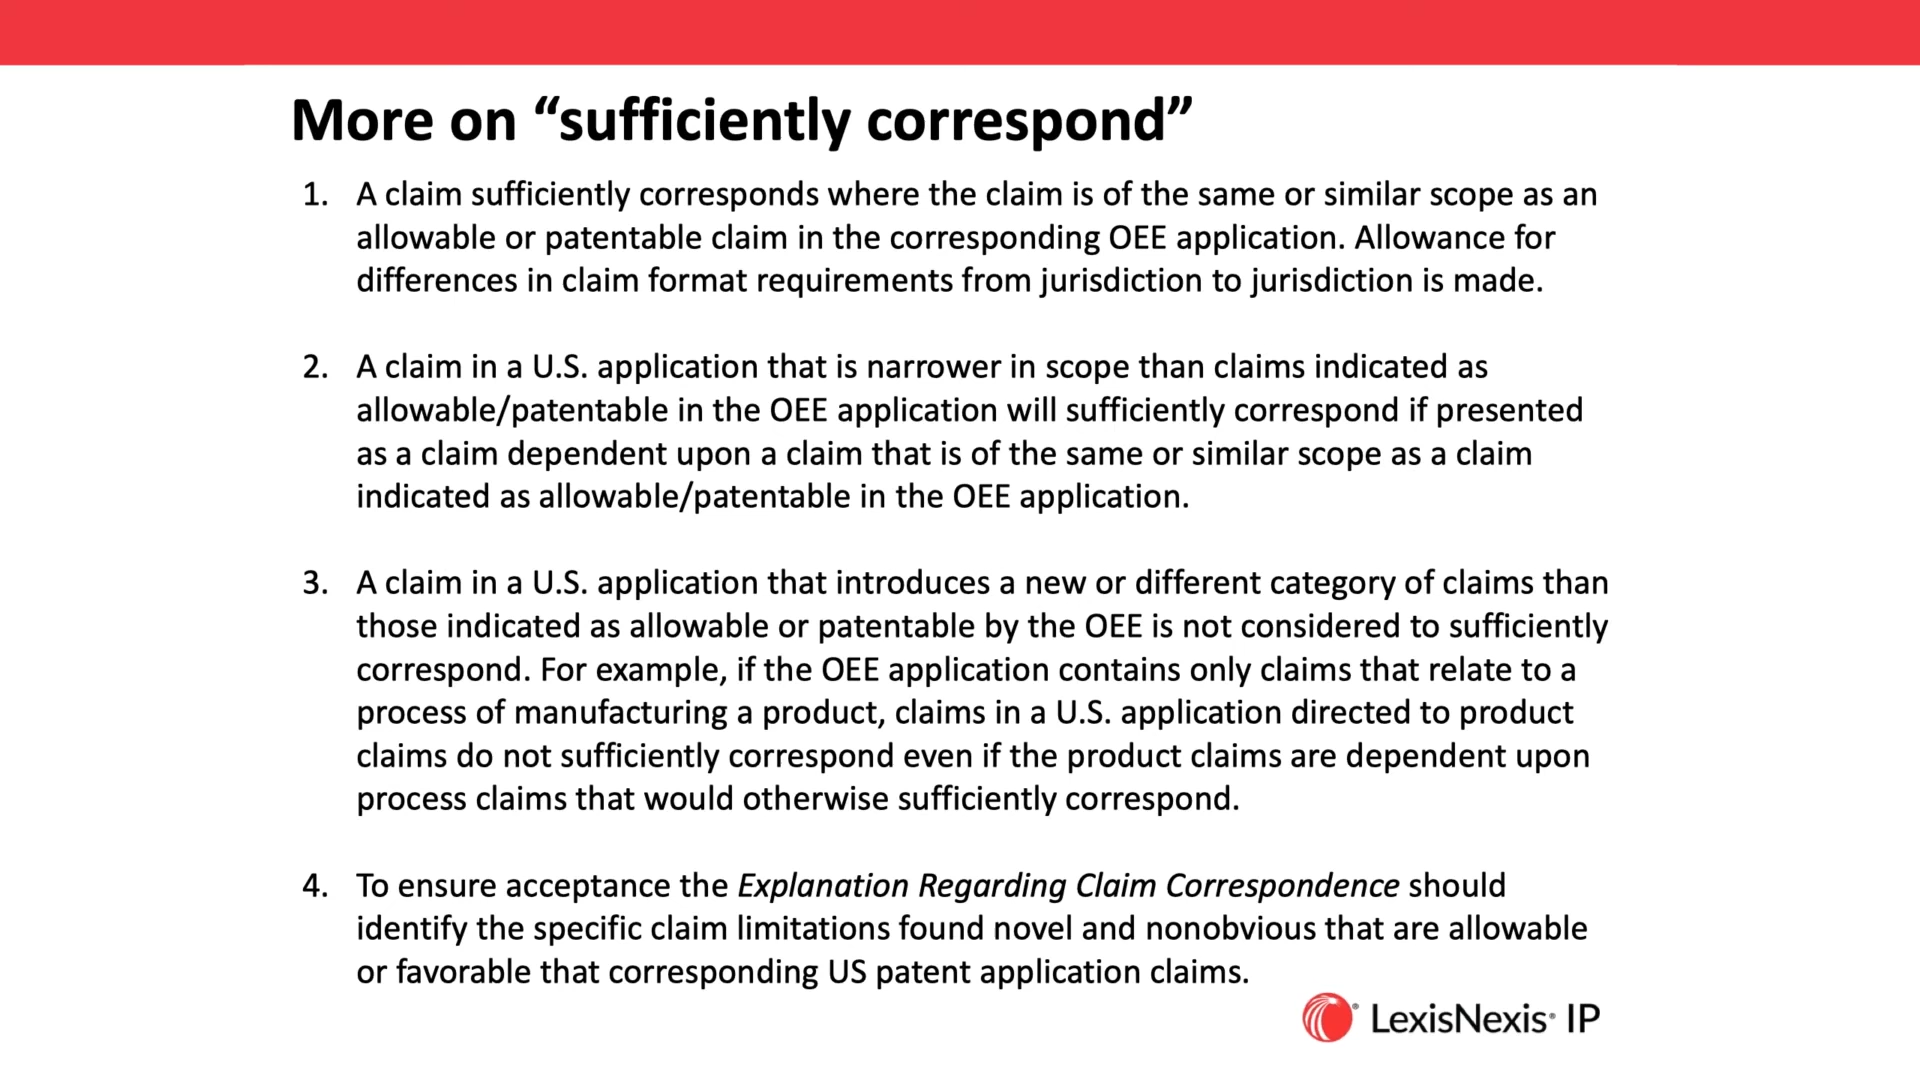 More on “sufficiently correspond”
1. A claim sufficiently corresponds where the claim is of the same or similar scope as an
allowable or patentable claim in the corresponding OEE application. Allowance for
differences in claim format requirements from jurisdiction to jurisdiction is made.
2. A claim in a U.S. application that is narrower in scope than claims indicated as
allowable/patentable in the OEE application will sufficiently correspond if presented
as a claim dependent upon a claim that is of the same or similar scope as a claim
indicated as allowable/patentable in the OEE application.
3. A claim in a U.S. application that introduces a new or different category of claims than
those indicated as allowable or patentable by the OEE is not considered to sufficiently
correspond. For example, if the OEE application contains only claims that relate to a
process of manufacturing a product, claims in a U.S. application directed to product
claims do not sufficiently correspond even if the product claims are dependent upon
process claims that would otherwise sufficiently correspond.
4. To ensure acceptance the Explanation Regarding Claim Correspondence should
identify the specific claim limitations found novel and nonobvious that are allowable
or favorable that corresponding US patent application claims.
LexisNexis® IP